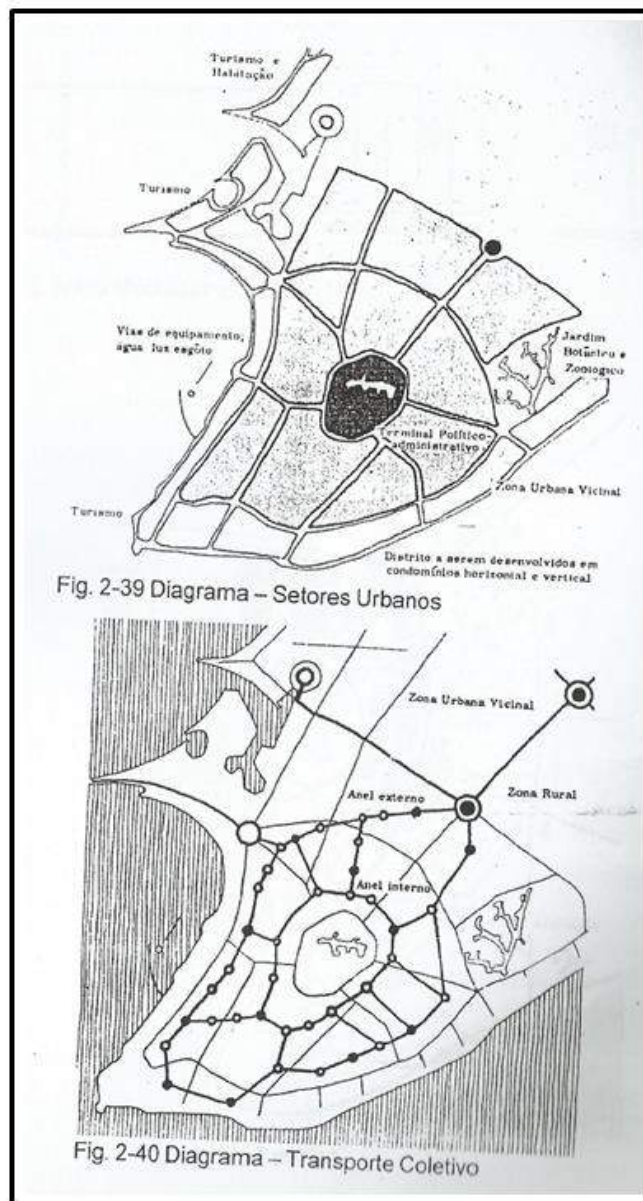 Turismo e
Habitação
Turismo
Vias de equipamento;
água luz esgôto
Jardim
Botânico e
Zoológico
Terminal Político-
administrativo
Zona Urbana Vicinal
Turismo
Distrito a serem desenvolvidos em
condomínios horizontal e vertical
Fig. 2-39 Diagrama – Setores Urbanos
Zona Urbana Vicinal
Anel externo
Zona Rural
Anel interno
Fig. 2-40 Diagrama – Transporte Coletivo